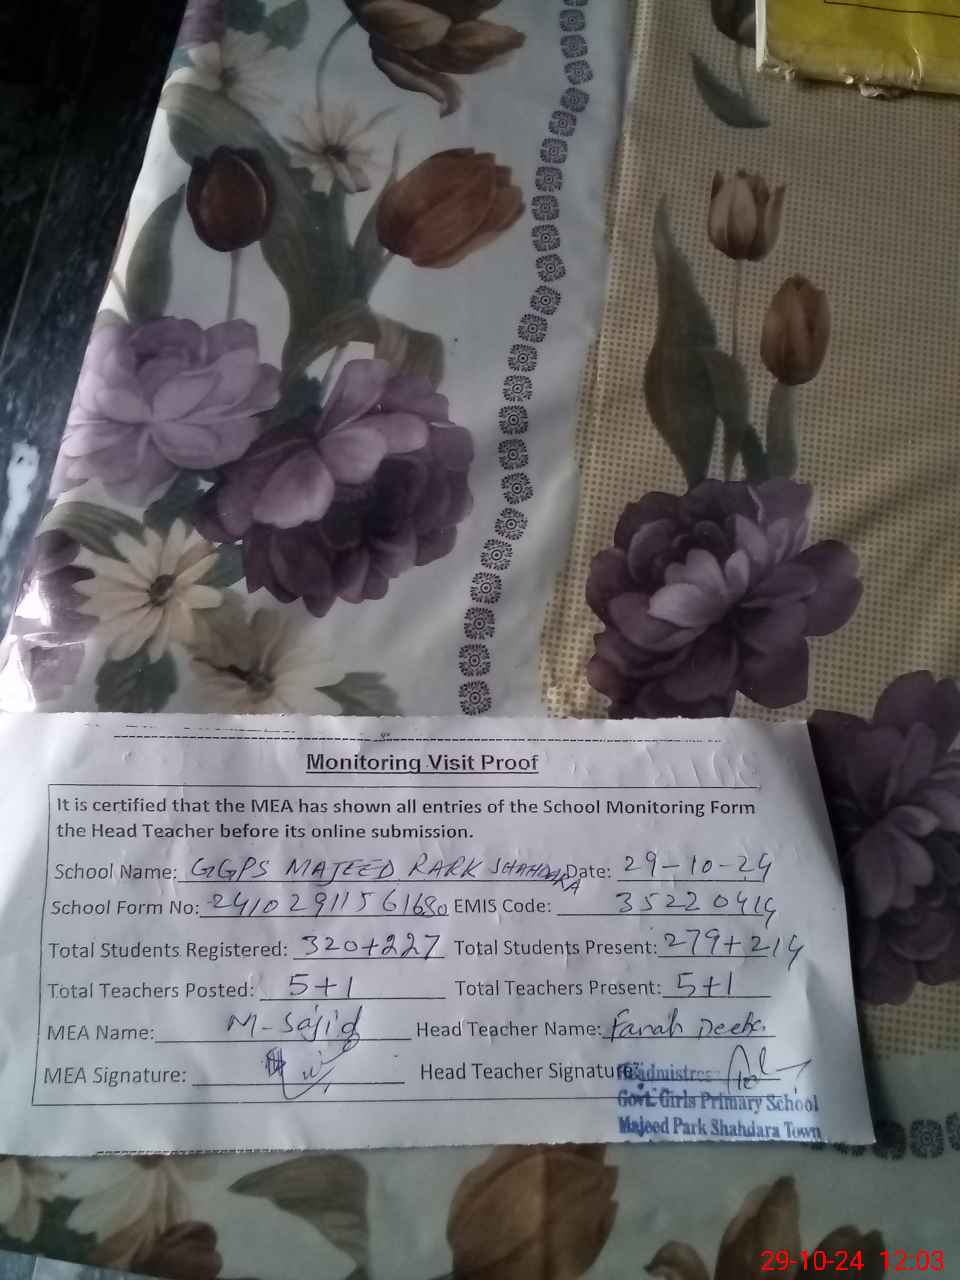 Monitoring Visit Proof
It is certified that the MEA has shown all entries of the School Monitoring Form
the Head Teacher before its online submission.
School Name: GGPS MAJEED PARK SHAHDARA Date: 29-10-24
School Form No: 24102911561680 EMIS Code: 35220414
Total Students Registered: 320+227 Total Students Present: 279+214
Total Teachers Posted: 5+1 Total Teachers Present: 5+1
MEA Name: M-Sajid Head Teacher Name: Farah Deeba
MEA Signature: Head Teacher Signature:
Headmistress
Govt. Girls Primary School
Majeed Park Shahdara Town
29-10-24 12:03